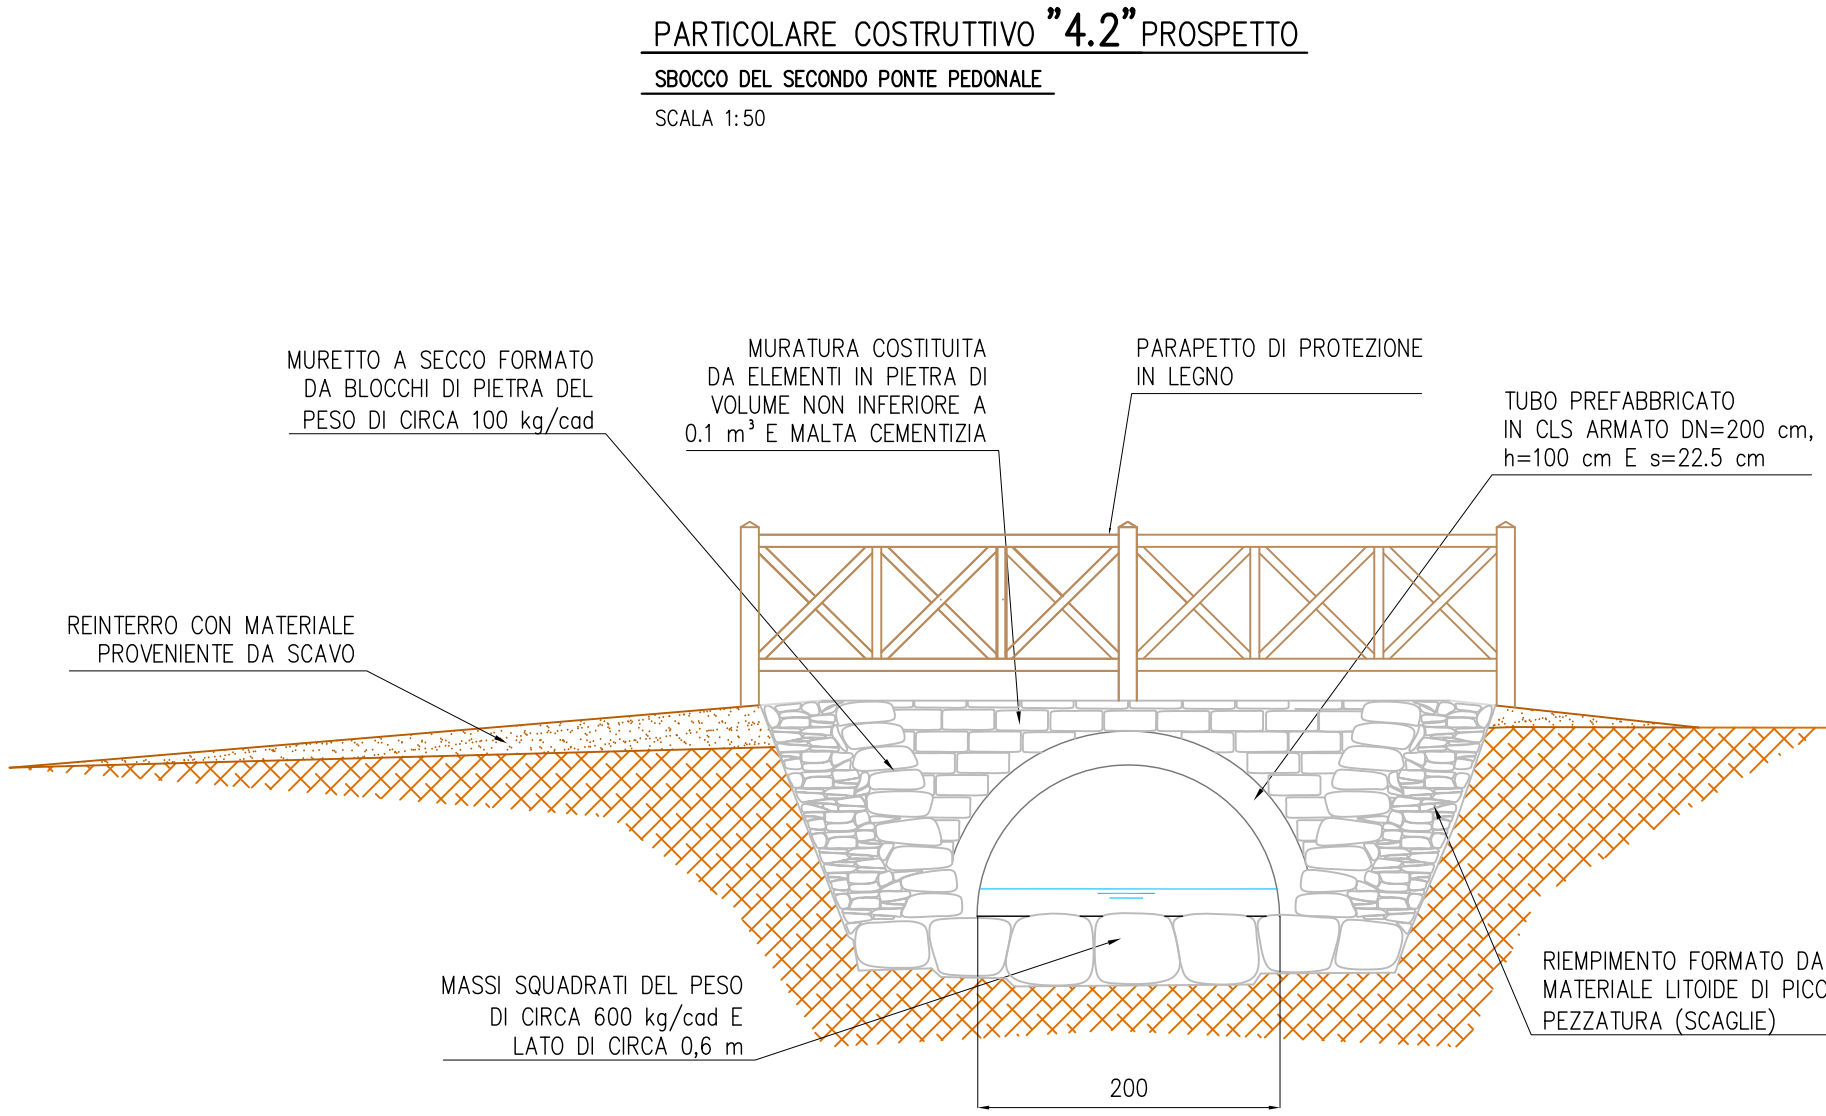 PARTICOLARE COSTRUTTIVO "4.2" PROSPETTO
SBOCCO DEL SECONDO PONTE PEDONALE
SCALA 1:50
MURETTO A SECCO FORMATO
DA BLOCCHI DI PIETRA DEL
PESO DI CIRCA 100 kg/cad
MURATURA COSTITUITA
DA ELEMENTI IN PIETRA DI
VOLUME NON INFERIORE A
0.1 m³ E MALTA CEMENTIZIA
PARAPETTO DI PROTEZIONE
IN LEGNO
TUBO PREFABBRICATO
IN CLS ARMATO DN=200 cm,
h=100 cm E s=22.5 cm
REINTERRO CON MATERIALE
PROVENIENTE DA SCAVO
MASSI SQUADRATI DEL PESO
DI CIRCA 600 kg/cad E
LATO DI CIRCA 0,6 m
RIEMPIMENTO FORMATO DA
MATERIALE LITOIDE DI PICC
PEZZATURA (SCAGLIE)
200